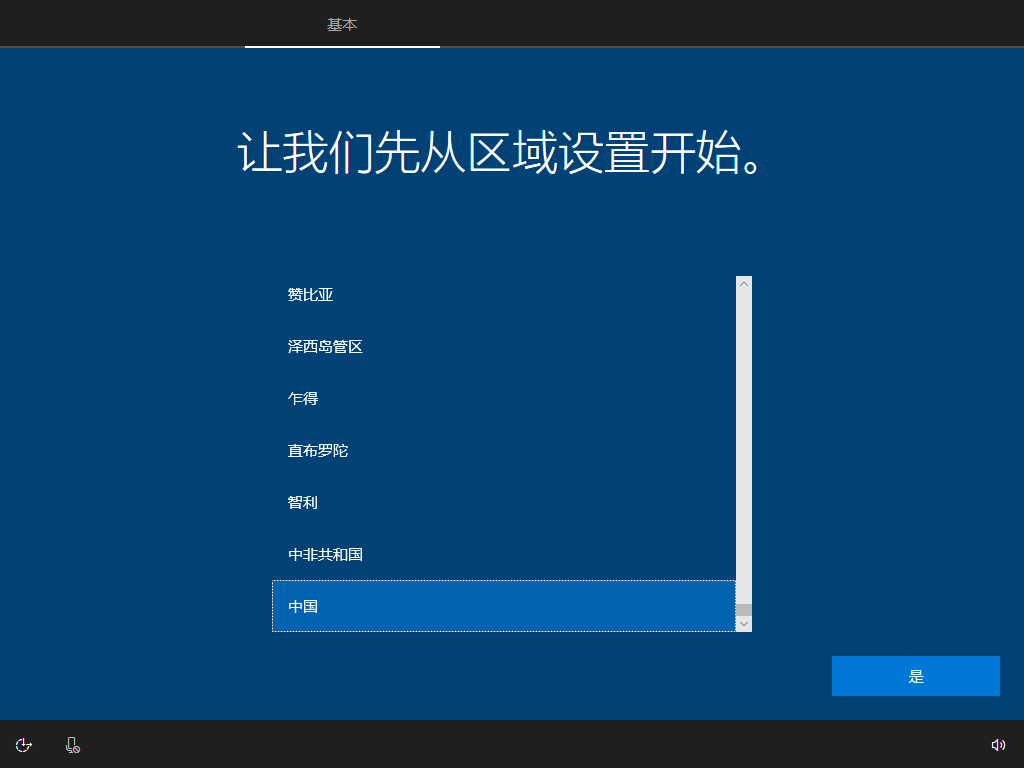 基本
让我们先从区域设置开始。
赞比亚
泽西岛管区
乍得
直布罗陀
智利
中非共和国
中国
是